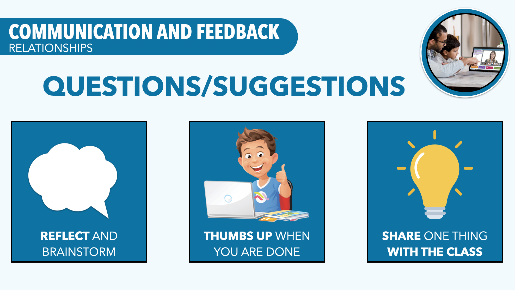 COMMUNICATION AND FEEDBACK
RELATIONSHIPS
QUESTIONS/SUGGESTIONS
REFLECT AND
BRAINSTORM
THUMBS UP WHEN
YOU ARE DONE
SHARE ONE THING
WITH THE CLASS